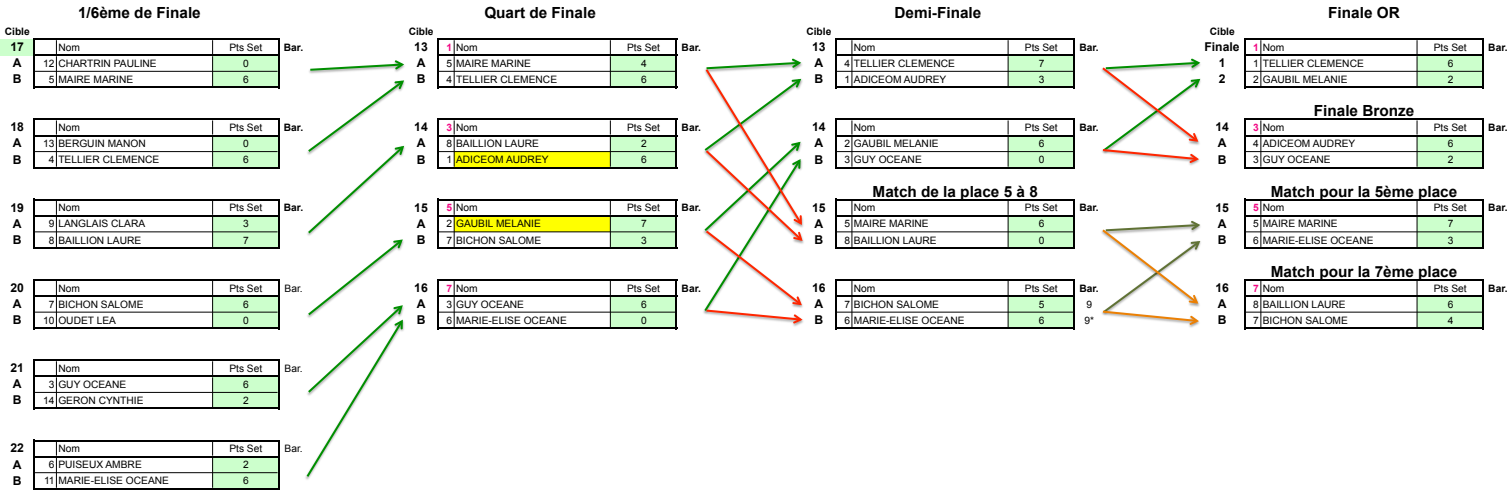 1/6ème de Finale
Cible
17 Nom Pts Set Bar.
A 12 CHARTRIN PAULINE 0
B 5 MAIRE MARINE 6
18 Nom Pts Set Bar.
A 13 BERGUIN MANON 0
B 4 TELLIER CLEMENCE 6
19 Nom Pts Set Bar.
A 9 LANGLAIS CLARA 3
B 8 BAILLION LAURE 7
20 Nom Pts Set Bar.
A 7 BICHON SALOME 6
B 10 OUDET LEA 0
21 Nom Pts Set Bar.
A 3 GUY OCEANE 6
B 14 GERON CYNTHIE 2
22 Nom Pts Set Bar.
A 6 PUISEUX AMBRE 2
B 11 MARIE-ELISE OCEANE 6
Quart de Finale
Cible
13 1 Nom Pts Set Bar.
A 5 MAIRE MARINE 4
B 4 TELLIER CLEMENCE 6
14 3 Nom Pts Set Bar.
A 8 BAILLION LAURE 2
B 1 ADICEOM AUDREY 6
15 5 Nom Pts Set Bar.
A 2 GAUBIL MELANIE 7
B 7 BICHON SALOME 3
16 7 Nom Pts Set Bar.
A 3 GUY OCEANE 6
B 6 MARIE-ELISE OCEANE 0
Demi-Finale
Cible
13 Nom Pts Set Bar.
A 4 TELLIER CLEMENCE 7
B 1 ADICEOM AUDREY 3
14 Nom Pts Set Bar.
A 2 GAUBIL MELANIE 6
B 3 GUY OCEANE 0
Match de la place 5 à 8
15 Nom Pts Set Bar.
A 5 MAIRE MARINE 6
B 8 BAILLION LAURE 0
16 Nom Pts Set Bar.
A 7 BICHON SALOME 5 9
B 6 MARIE-ELISE OCEANE 6 9*
Finale OR
Cible
Finale 1 Nom Pts Set Bar.
1 1 TELLIER CLEMENCE 6
2 2 GAUBIL MELANIE 2
Finale Bronze
14 3 Nom Pts Set Bar.
A 4 ADICEOM AUDREY 6
B 3 GUY OCEANE 2
Match pour la 5ème place
15 5 Nom Pts Set Bar.
A 5 MAIRE MARINE 7
B 6 MARIE-ELISE OCEANE 3
Match pour la 7ème place
16 7 Nom Pts Set Bar.
A 8 BAILLION LAURE 6
B 7 BICHON SALOME 4